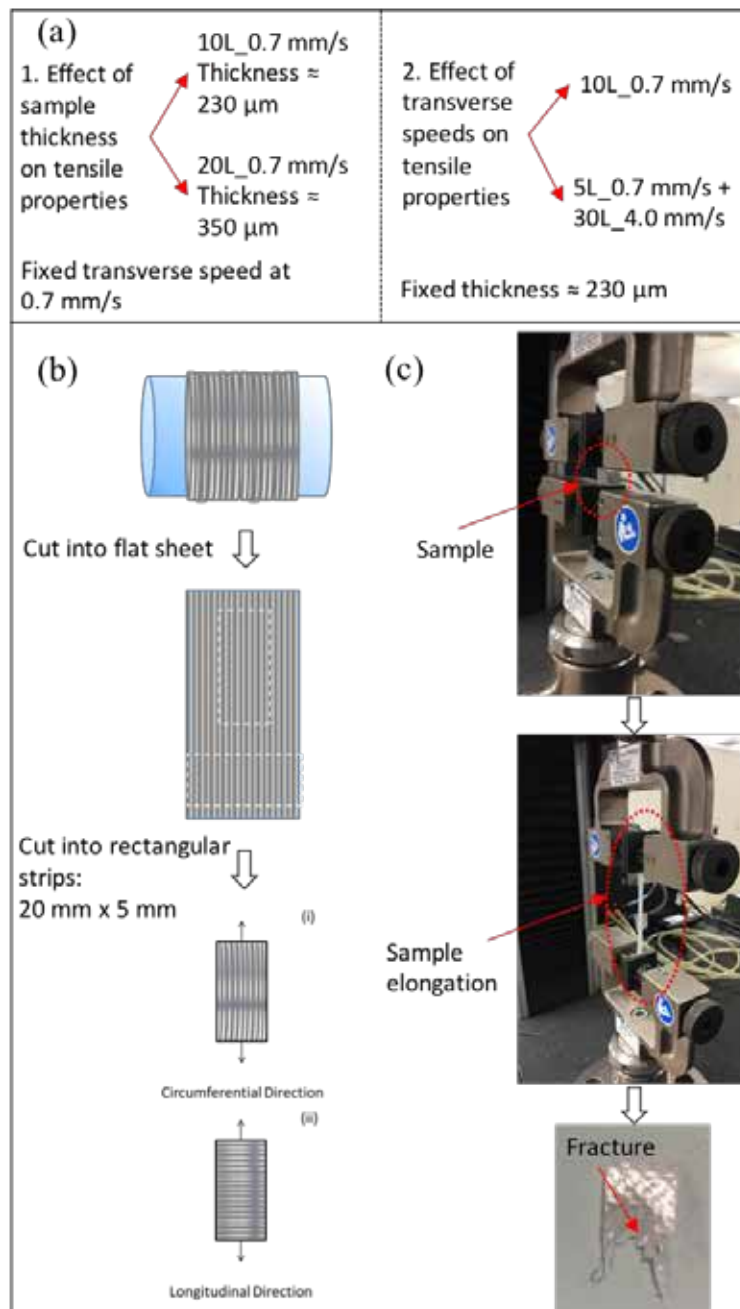 (a)
1. Effect of
sample
thickness
on tensile
properties
10L_0.7 mm/s
Thickness ≈
230 µm
20L_0.7 mm/s
Thickness ≈
350 µm
Fixed transverse speed at
0.7 mm/s
2. Effect of
transverse
speeds on
tensile
properties
10L_0.7 mm/s
5L_0.7 mm/s +
30L_4.0 mm/s
Fixed thickness ≈ 230 µm
(b)
Cut into flat sheet
Cut into rectangular
strips:
20 mm x 5 mm
(i)
Circumferential Direction
(ii)
Longitudinal Direction
(c)
Sample
Sample
elongation
Fracture